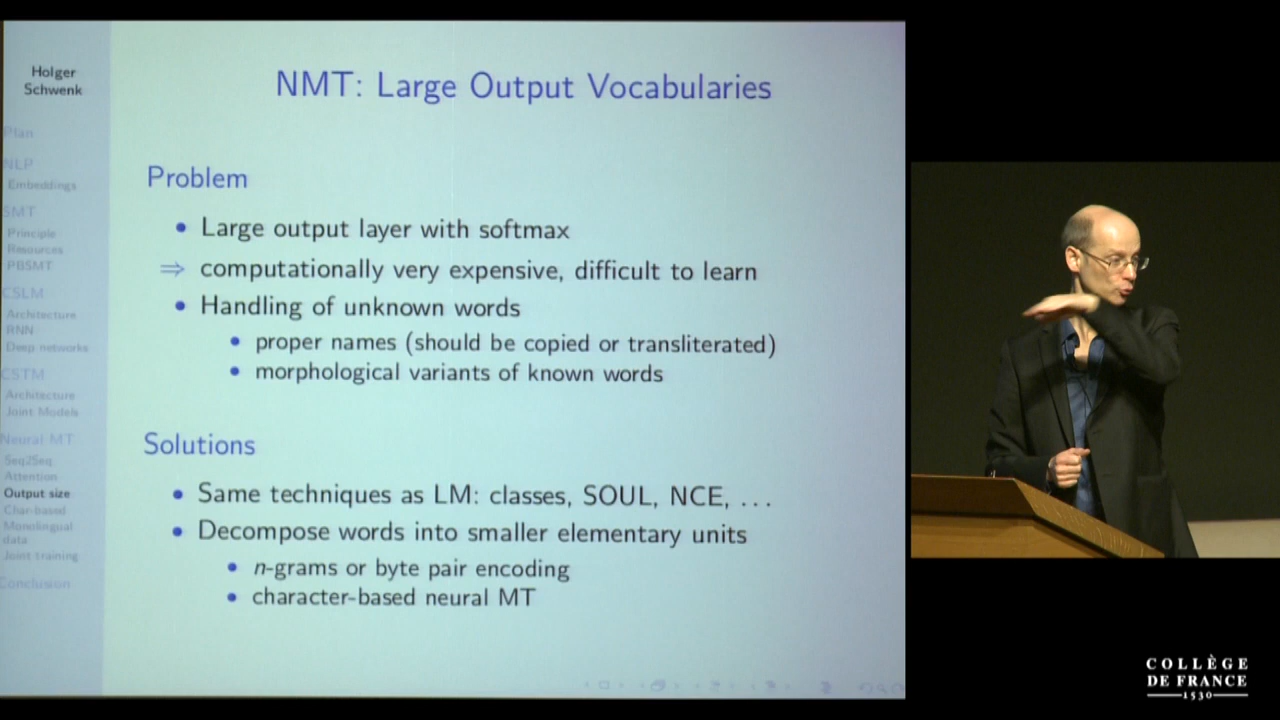 Holger
Schwenk
Plan
NLP
Embeddings
SMT
Principle
Resources
PBSMT
CSLM
Architecture
RNN
Deep networks
CSTM
Architecture
Joint Models
Neural MT
Seq2Seq
Attention
Output size
Char-based
Monolingual
data
Joint training
Conclusion
NMT: Large Output Vocabularies
Problem
• Large output layer with softmax
⇒ computationally very expensive, difficult to learn
• Handling of unknown words
• proper names (should be copied or transliterated)
• morphological variants of known words
Solutions
• Same techniques as LM: classes, SOUL, NCE, ...
• Decompose words into smaller elementary units
• n-grams or byte pair encoding
• character-based neural MT
COLLÈGE
DE FRANCE
1530